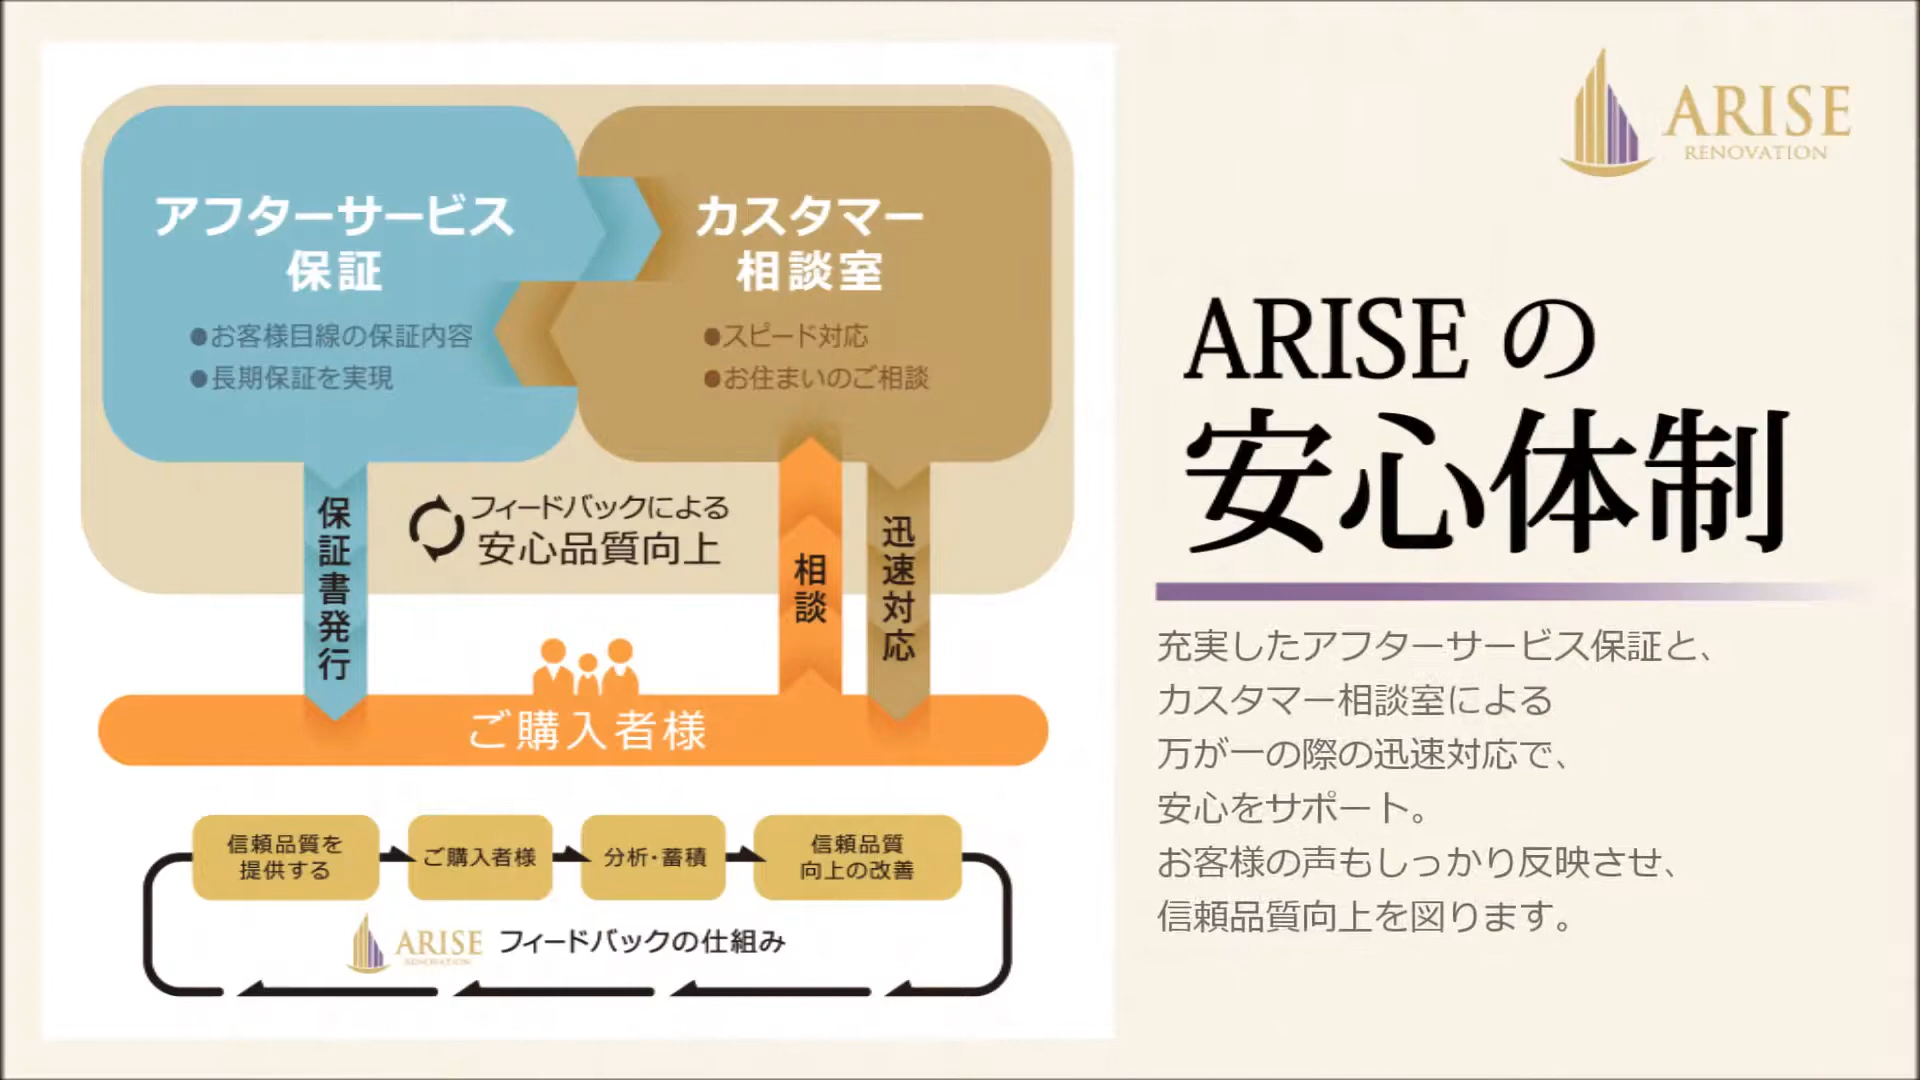 アフターサービス
保証
●お客様目線の保証内容
●長期保証を実現
カスタマー
相談室
●スピード対応
●お住まいのご相談
保証書発行
フィードバックによる
安心品質向上
相談
迅速対応
ご購入者様
信頼品質を
提供する
ご購入者様
分析・蓄積
信頼品質
向上の改善
ARISE
RENOVATION
フィードバックの仕組み
ARISE
RENOVATION
ARISE の
安心体制
充実したアフターサービス保証と、
カスタマー相談室による
万が一の際の迅速対応で、
安心をサポート。
お客様の声もしっかり反映させ、
信頼品質向上を図ります。